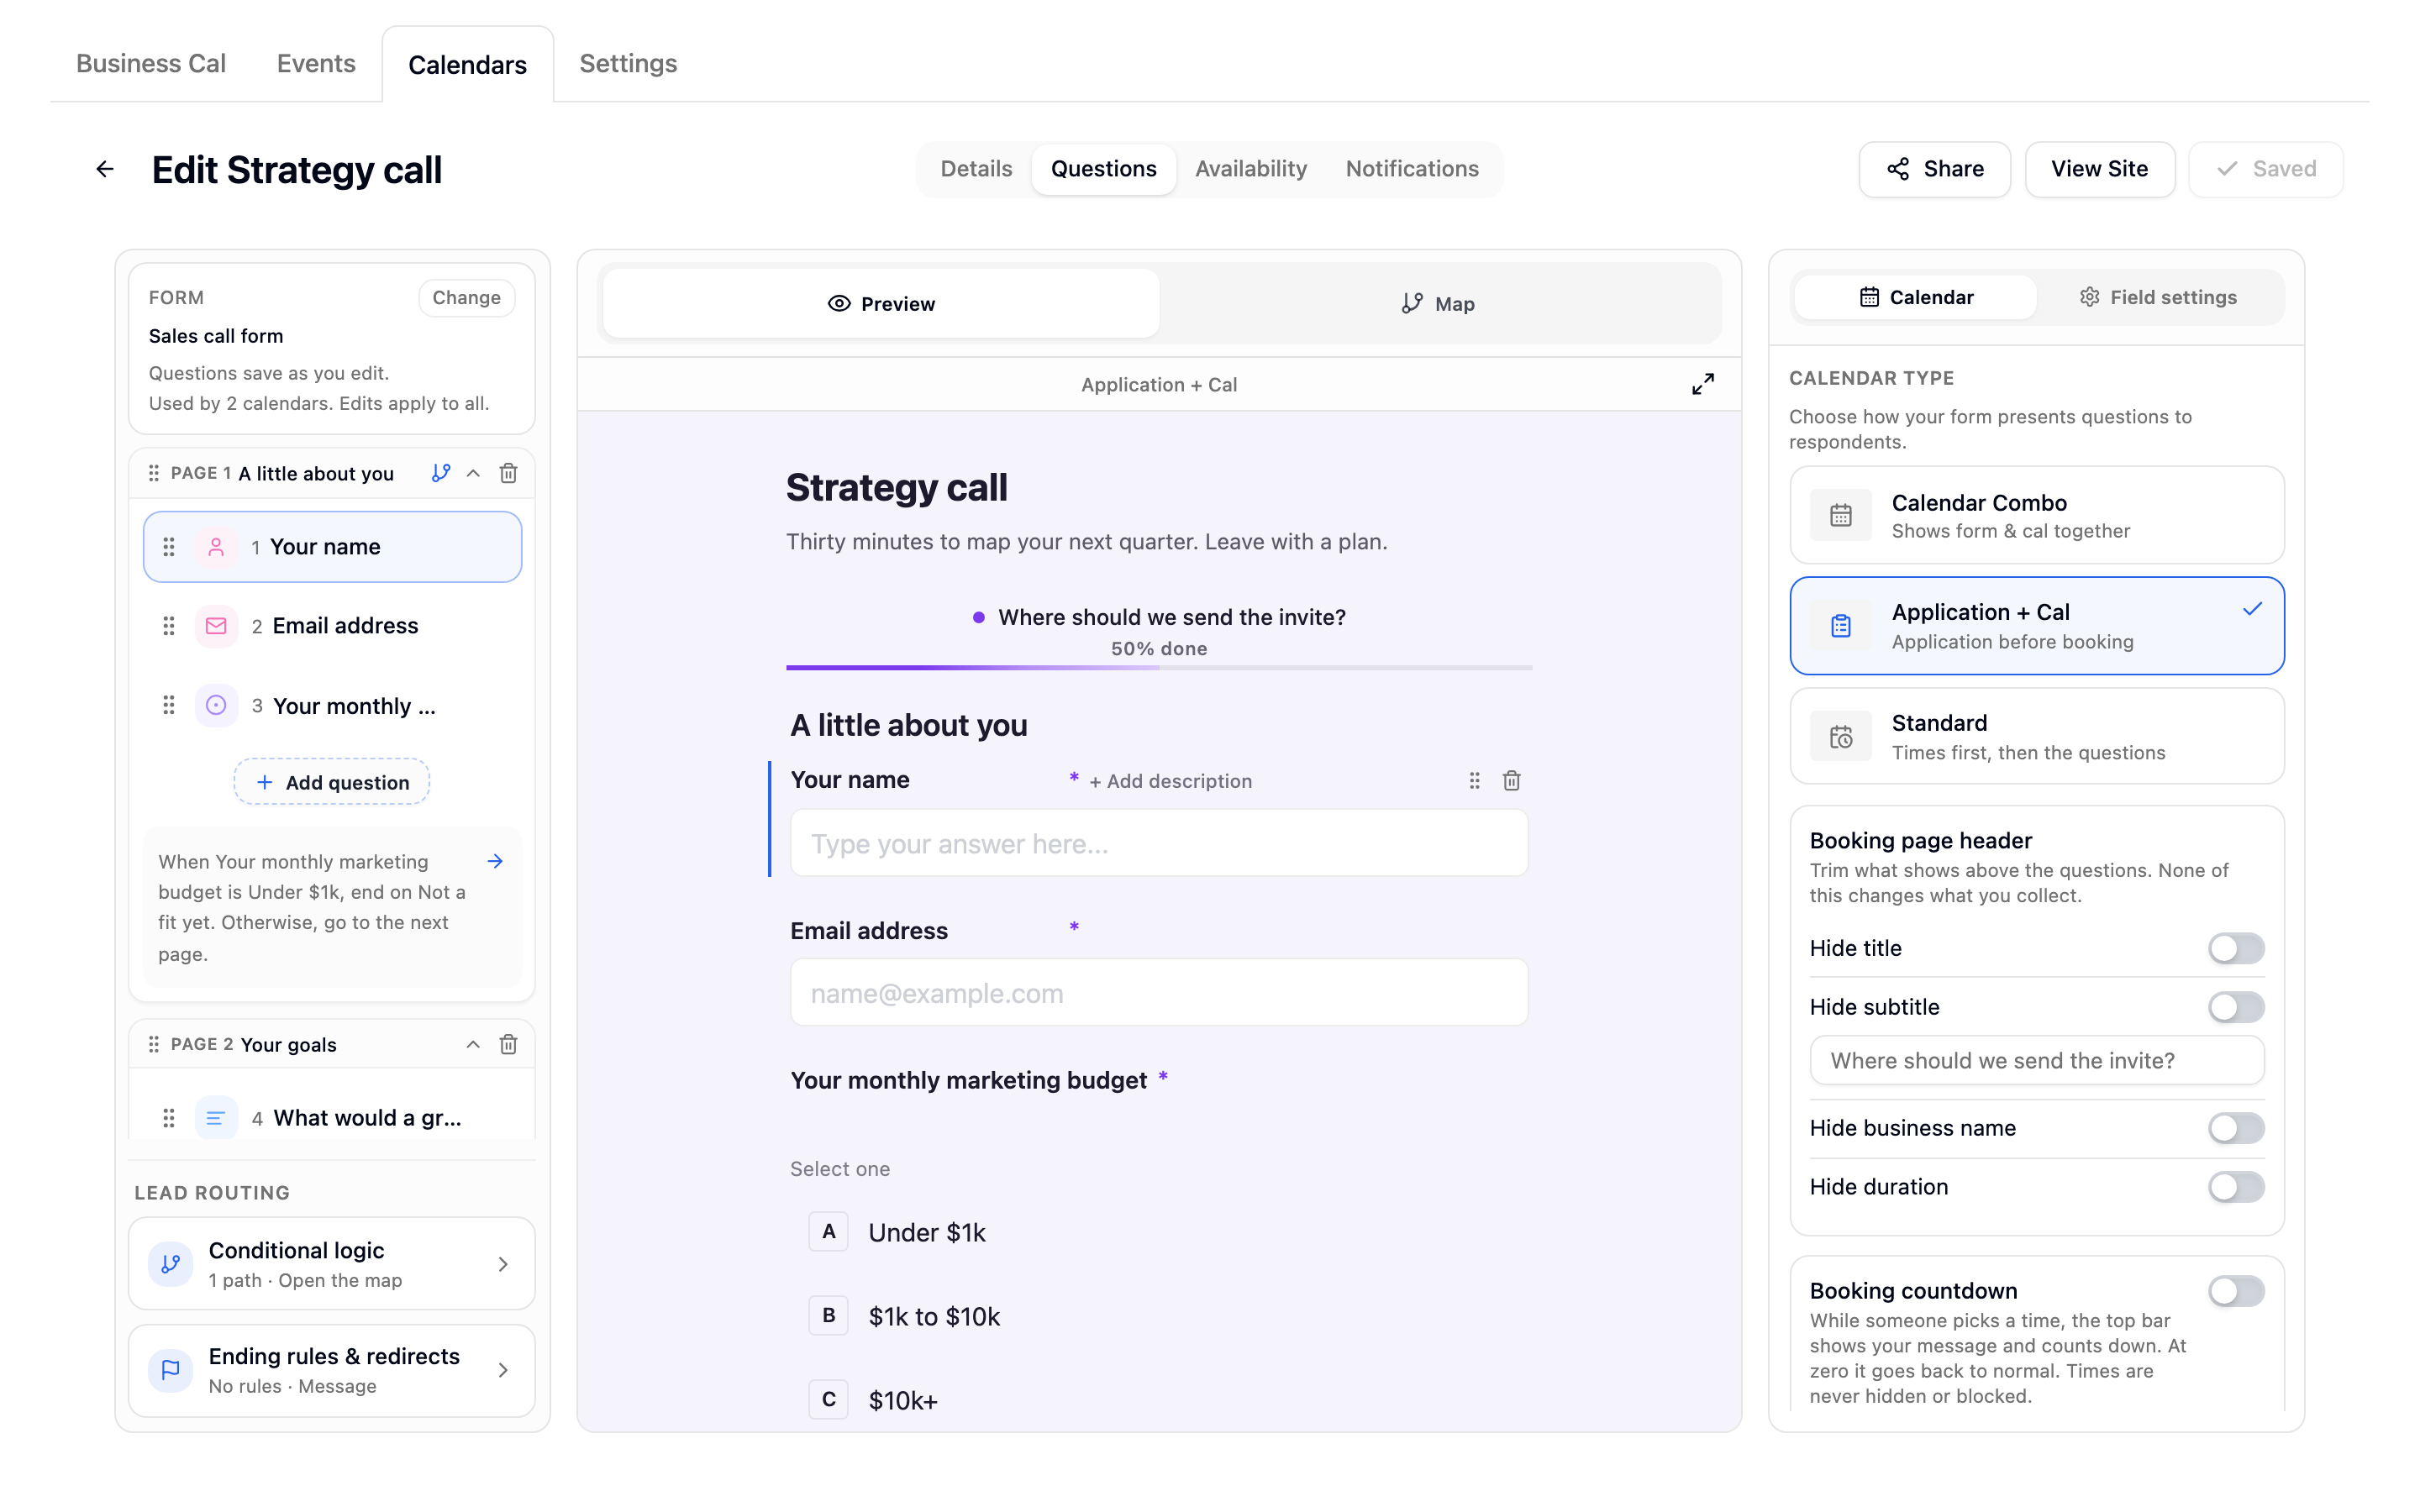 Business Cal
Events
Calendars
Settings
Edit Strategy call
Details
Questions
Availability
Notifications
Share
View Site
Saved
FORM
Change
Sales call form
Questions save as you edit.
Used by 2 calendars. Edits apply to all.
PAGE 1 A little about you
1 Your name
2 Email address
3 Your monthly ...
+ Add question
When Your monthly marketing
budget is Under $1k, end on Not a
fit yet. Otherwise, go to the next
page.
PAGE 2 Your goals
4 What would a gr...
LEAD ROUTING
Conditional logic
1 path · Open the map
Ending rules & redirects
No rules · Message
Preview
Map
Application + Cal
Strategy call
Thirty minutes to map your next quarter. Leave with a plan.
Where should we send the invite?
50% done
A little about you
Your name * + Add description
Type your answer here...
Email address *
name@example.com
Your monthly marketing budget *
Select one
A Under $1k
B $1k to $10k
C $10k+
Calendar
Field settings
CALENDAR TYPE
Choose how your form presents questions to
respondents.
Calendar Combo
Shows form & cal together
Application + Cal
Application before booking
Standard
Times first, then the questions
Booking page header
Trim what shows above the questions. None of
this changes what you collect.
Hide title
Hide subtitle
Where should we send the invite?
Hide business name
Hide duration
Booking countdown
While someone picks a time, the top bar
shows your message and counts down. At
zero it goes back to normal. Times are
never hidden or blocked.